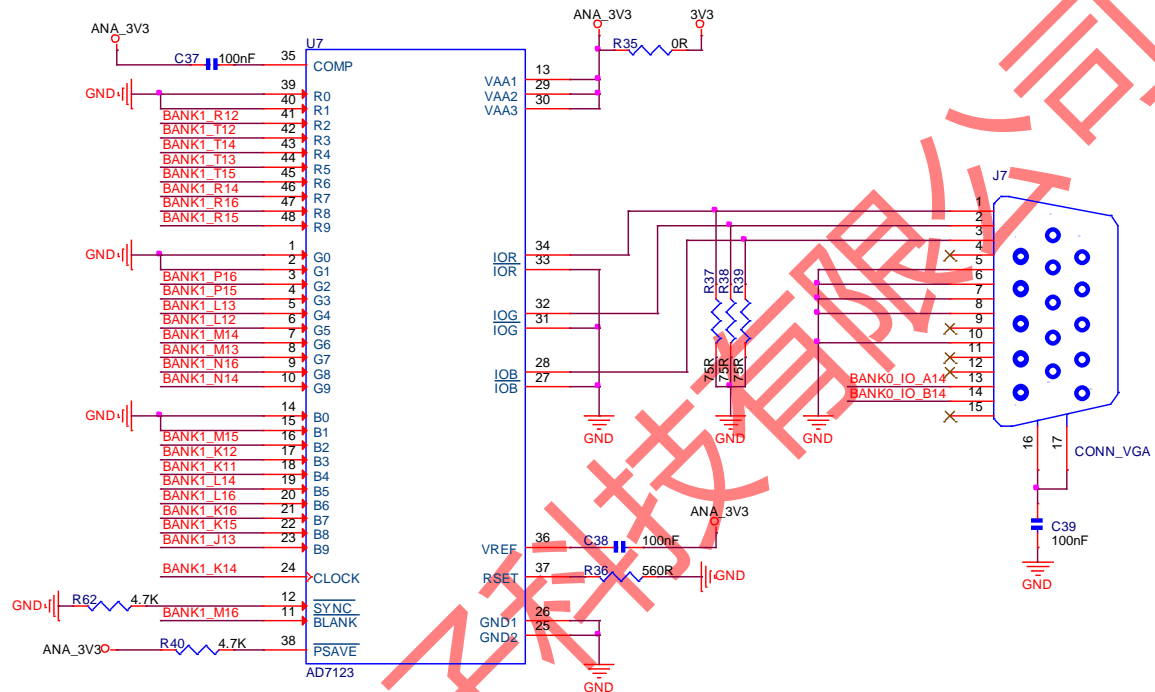 ANA_3V3
C37 100nF
GND
BANK1_R12
BANK1_T12
BANK1_T14
BANK1_T13
BANK1_T15
BANK1_R14
BANK1_R16
BANK1_R15
GND
BANK1_P16
BANK1_P15
BANK1_L13
BANK1_L12
BANK1_M14
BANK1_M13
BANK1_N16
BANK1_N14
GND
BANK1_M15
BANK1_K12
BANK1_K11
BANK1_L14
BANK1_L16
BANK1_K16
BANK1_K15
BANK1_J13
BANK1_K14
GND R62 4.7K
BANK1_M16
ANA_3V3 R40 4.7K
U7
35 COMP
39 R0
40 R1
41 R2
42 R3
43 R4
44 R5
45 R6
46 R7
47 R8
48 R9
1 G0
2 G1
3 G2
4 G3
5 G4
6 G5
7 G6
8 G7
9 G8
10 G9
14 B0
15 B1
16 B2
17 B3
18 B4
19 B5
20 B6
21 B7
22 B8
23 B9
24 CLOCK
12 SYNC
11 BLANK
38 PSAVE
AD7123
VAA1 13
VAA2 29
VAA3 30
IOR 34
IOR 33
IOG 32
IOG 31
IOB 28
IOB 27
VREF 36
RSET 37
GND1 26
GND2 25
ANA_3V3
3V3
R35 0R
R37
R38
R39
75R
75R
75R
GND
GND
GND
ANA_3V3
C38 100nF
R36 560R
GND
GND
J7
1
2
3
4
5
6
7
8
9
10
11
12
BANK0_IO_A14 13
BANK0_IO_B14 14
15
16
17
CONN_VGA
C39
100nF
GND
子科技有限公司